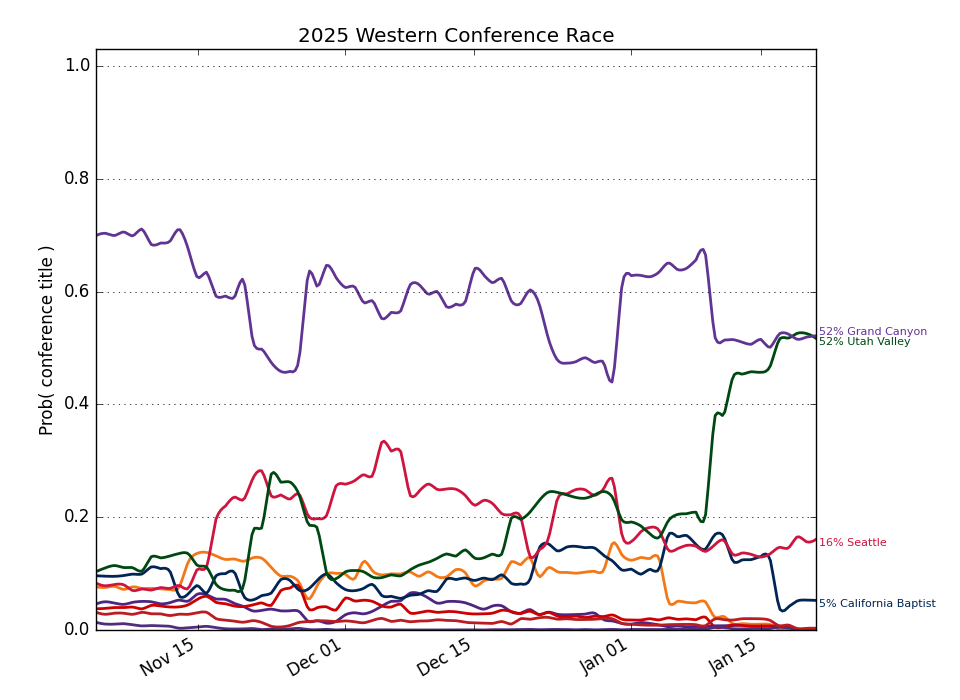 2025 Western Conference Race
Prob( conference title )
1.0
0.8
0.6
0.4
0.2
0.0
Nov 15
Dec 01
Dec 15
Jan 01
Jan 15
52% Grand Canyon
52% Utah Valley
16% Seattle
5% California Baptist